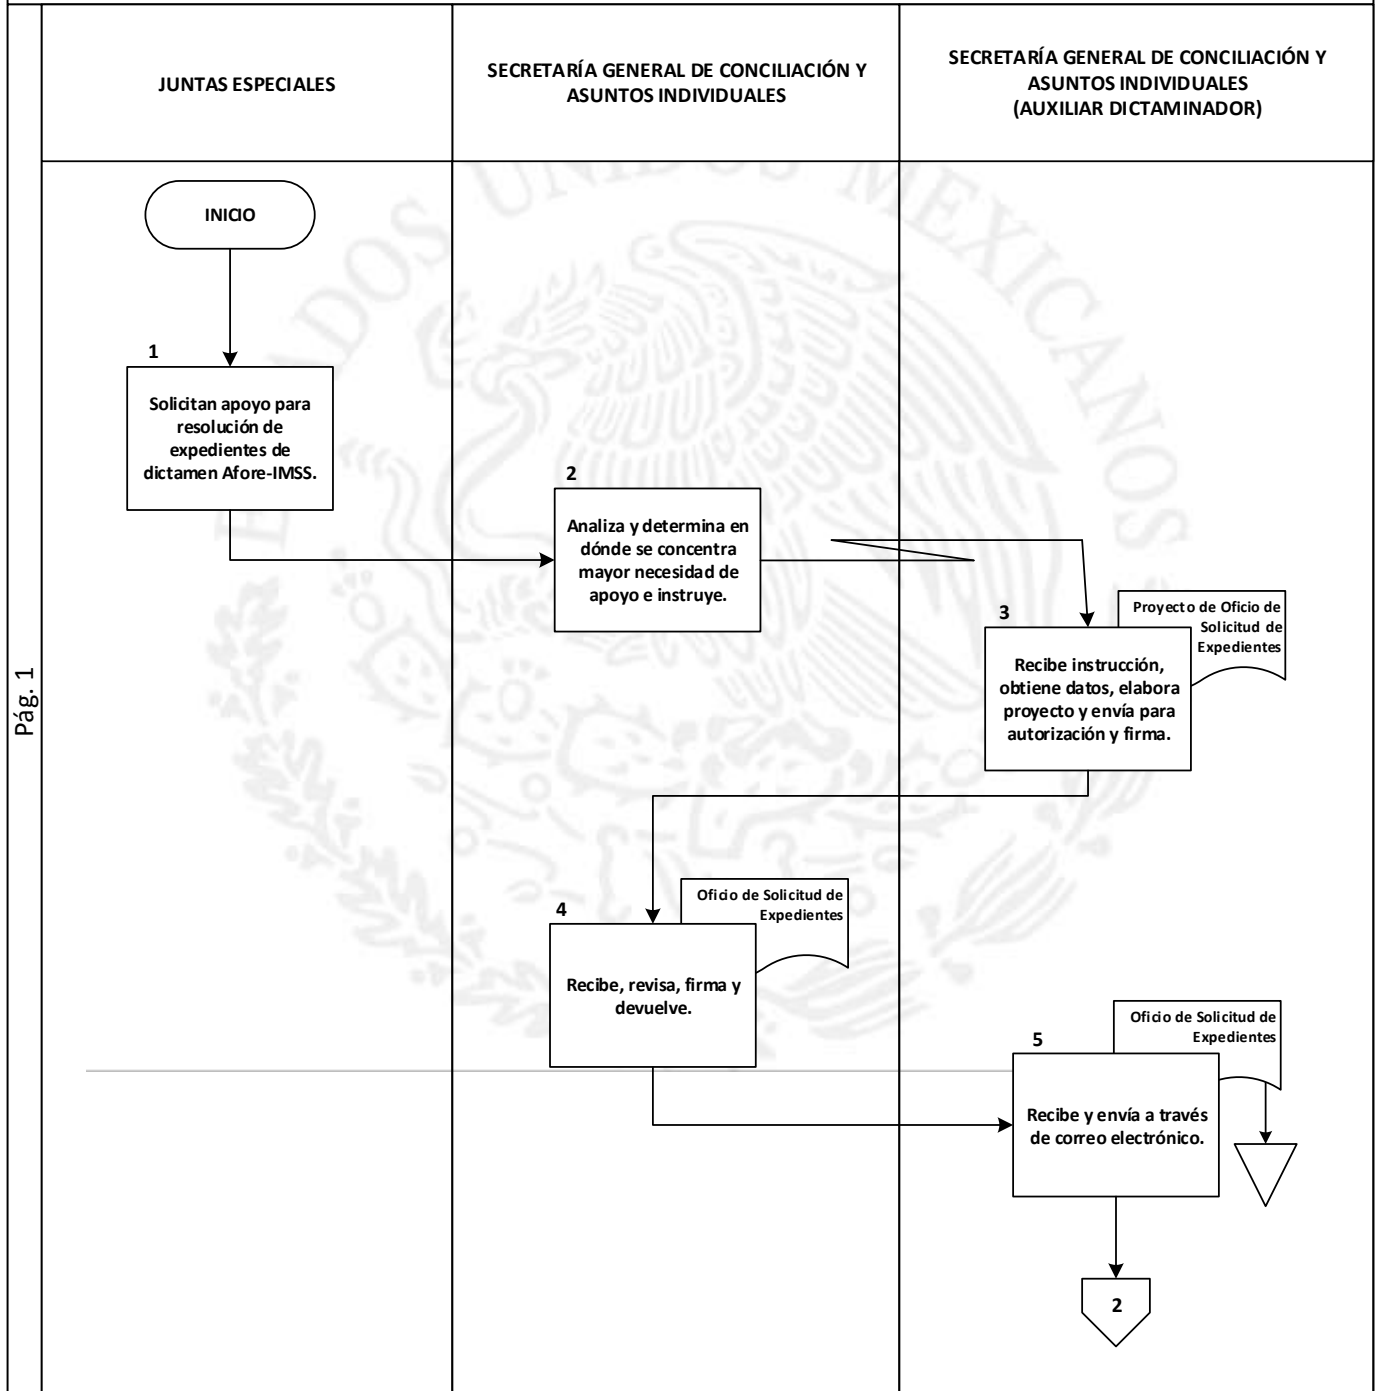 JUNTAS ESPECIALES
SECRETARÍA GENERAL DE CONCILIACIÓN Y
ASUNTOS INDIVIDUALES
SECRETARÍA GENERAL DE CONCILIACIÓN Y
ASUNTOS INDIVIDUALES
(AUXILIAR DICTAMINADOR)
ESTADOS UNIDOS MEXICANOS
INICIO
1
Solicitan apoyo para
resolución de
expedientes de
dictamen Afore-IMSS.
2
Analiza y determina en
dónde se concentra
mayor necesidad de
apoyo e instruye.
3
Proyecto de Oficio de
Solicitud de
Expedientes
Recibe instrucción,
obtiene datos, elabora
proyecto y envía para
autorización y firma.
Pág. 1
4
Oficio de Solicitud de
Expedientes
Recibe, revisa, firma y
devuelve.
5
Oficio de Solicitud de
Expedientes
Recibe y envía a través
de correo electrónico.
2